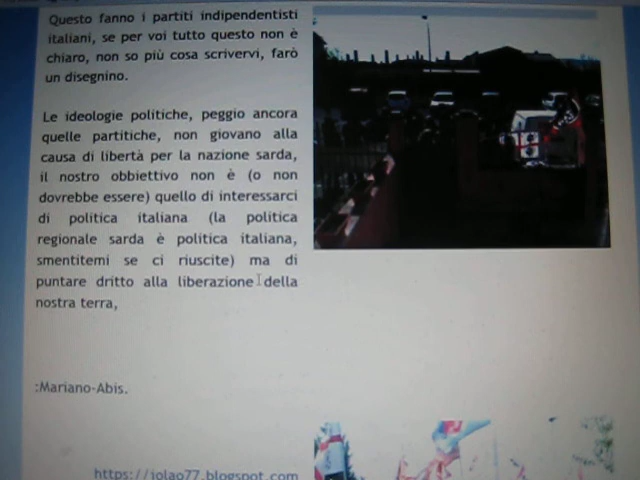 Questo fanno i partiti indipendentisti
italiani, se per voi tutto questo non è
chiaro, non so più cosa scrivervi, farò
un disegnino.
Le ideologie politiche, peggio ancora
quelle partitiche, non giovano alla
causa di libertà per la nazione sarda,
il nostro obbiettivo non è (o non
dovrebbe essere) quello di interessarci
di politica italiana (la politica
regionale sarda è politica italiana,
smentitemi se ci riuscite) ma di
puntare dritto alla liberazione della
nostra terra,
:Mariano-Abis.
https://iolao77.blogspot.com